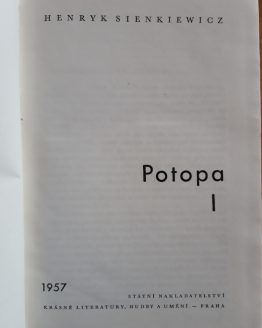 HENRYK SIENKIEWICZ
Potopa
I
1957
STÁTNÍ NAKLADATELSTVÍ
KRÁSNÉ LITERATURY, HUDBY A UMĚNÍ – PRAHA